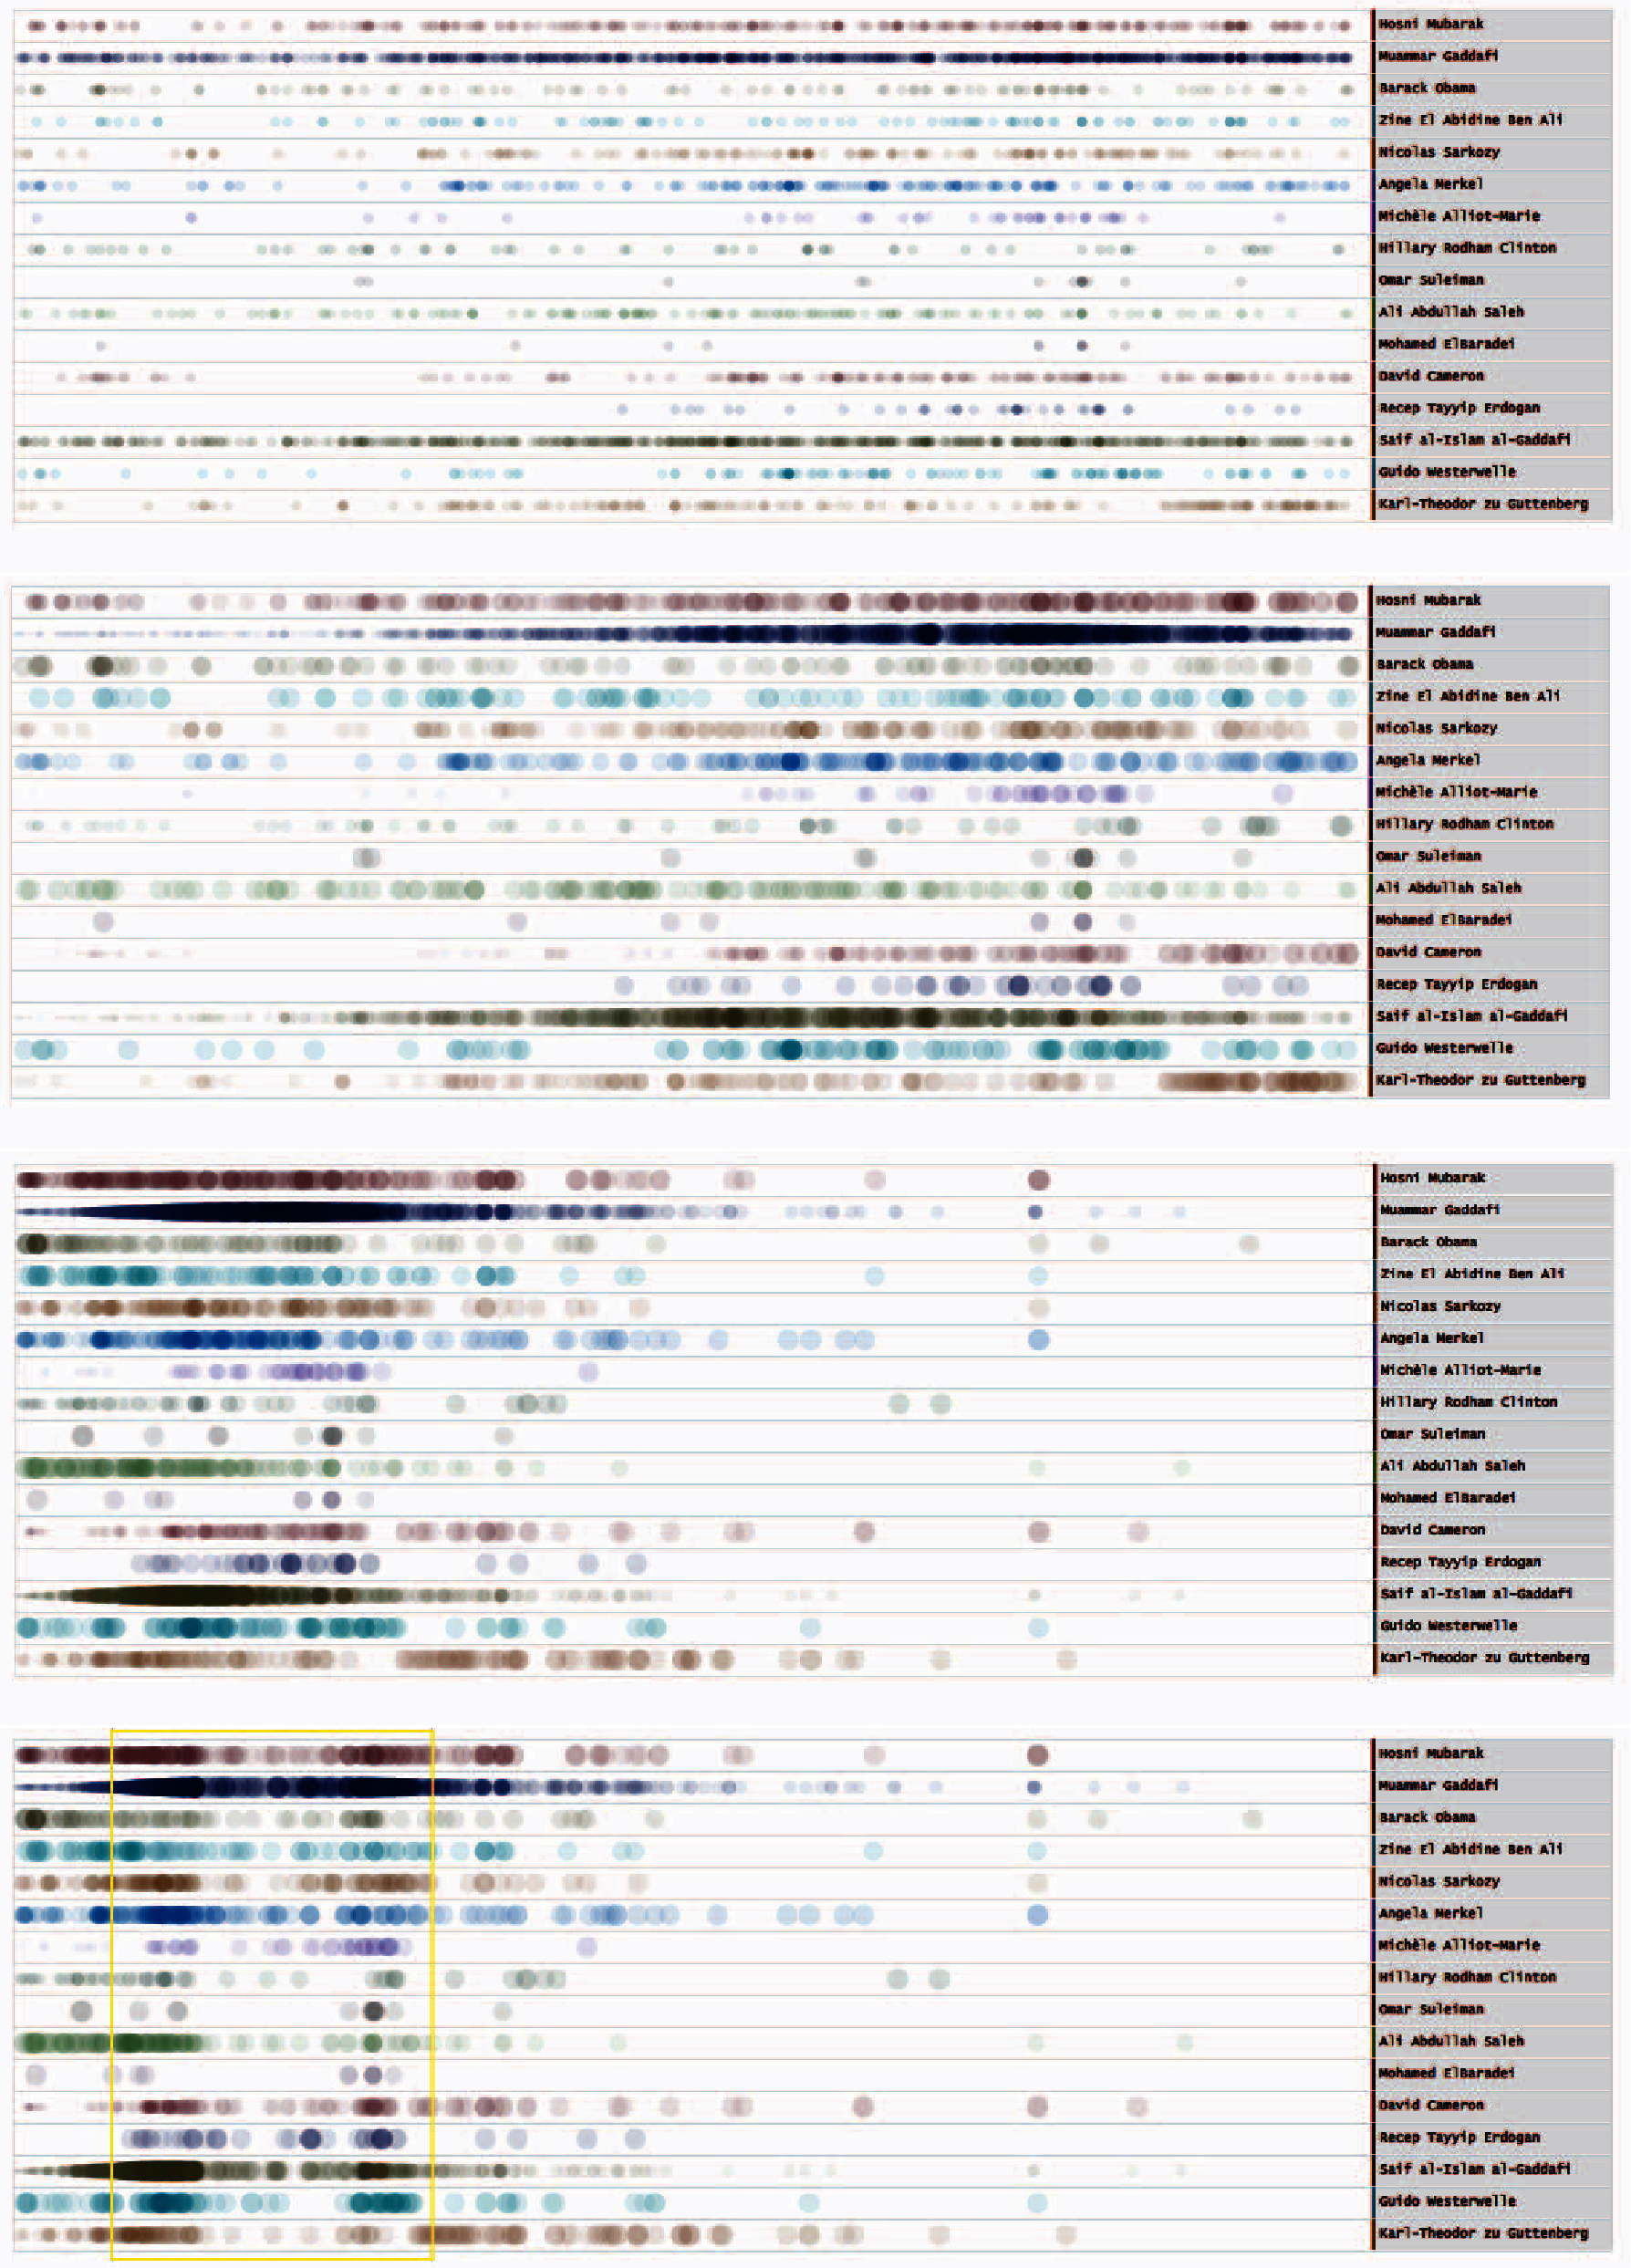 Hosni Mubarak
Muammar Gaddafi
Barack Obama
Zine El Abidine Ben Ali
Nicolas Sarkozy
Angela Merkel
Michèle Alliot-Marie
Hillary Rodham Clinton
Omar Suleiman
Ali Abdullah Saleh
Mohamed ElBaradei
David Cameron
Recep Tayyip Erdogan
Saif al-Islam al-Gaddafi
Guido Westerwelle
Karl-Theodor zu Guttenberg
Hosni Mubarak
Muammar Gaddafi
Barack Obama
Zine El Abidine Ben Ali
Nicolas Sarkozy
Angela Merkel
Michèle Alliot-Marie
Hillary Rodham Clinton
Omar Suleiman
Ali Abdullah Saleh
Mohamed ElBaradei
David Cameron
Recep Tayyip Erdogan
Saif al-Islam al-Gaddafi
Guido Westerwelle
Karl-Theodor zu Guttenberg
Hosni Mubarak
Muammar Gaddafi
Barack Obama
Zine El Abidine Ben Ali
Nicolas Sarkozy
Angela Merkel
Michèle Alliot-Marie
Hillary Rodham Clinton
Omar Suleiman
Ali Abdullah Saleh
Mohamed ElBaradei
David Cameron
Recep Tayyip Erdogan
Saif al-Islam al-Gaddafi
Guido Westerwelle
Karl-Theodor zu Guttenberg
Hosni Mubarak
Muammar Gaddafi
Barack Obama
Zine El Abidine Ben Ali
Nicolas Sarkozy
Angela Merkel
Michèle Alliot-Marie
Hillary Rodham Clinton
Omar Suleiman
Ali Abdullah Saleh
Mohamed ElBaradei
David Cameron
Recep Tayyip Erdogan
Saif al-Islam al-Gaddafi
Guido Westerwelle
Karl-Theodor zu Guttenberg